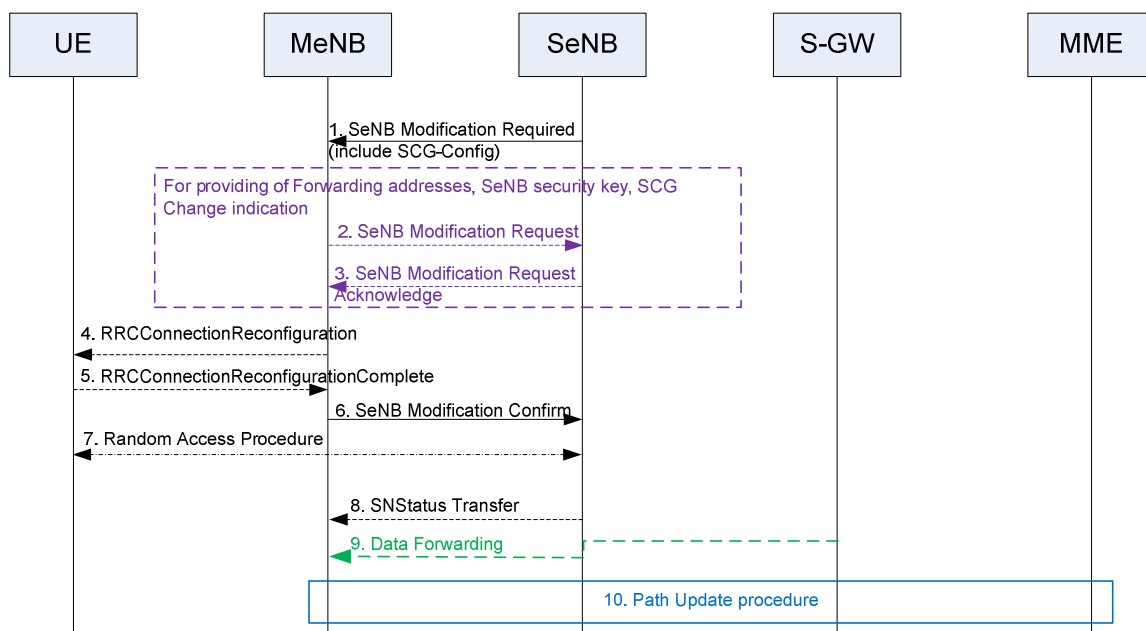 UE
MeNB
SeNB
S-GW
MME
1. SeNB Modification Required
(include SCG-Config)
For providing of Forwarding addresses, SeNB security key, SCG
Change indication
2. SeNB Modification Request
3. SeNB Modification Request
Acknowledge
4. RRCConnectionReconfiguration
5. RRCConnectionReconfigurationComplete
6. SeNB Modification Confirm
7. Random Access Procedure
8. SNStatus Transfer
9. Data Forwarding
10. Path Update procedure